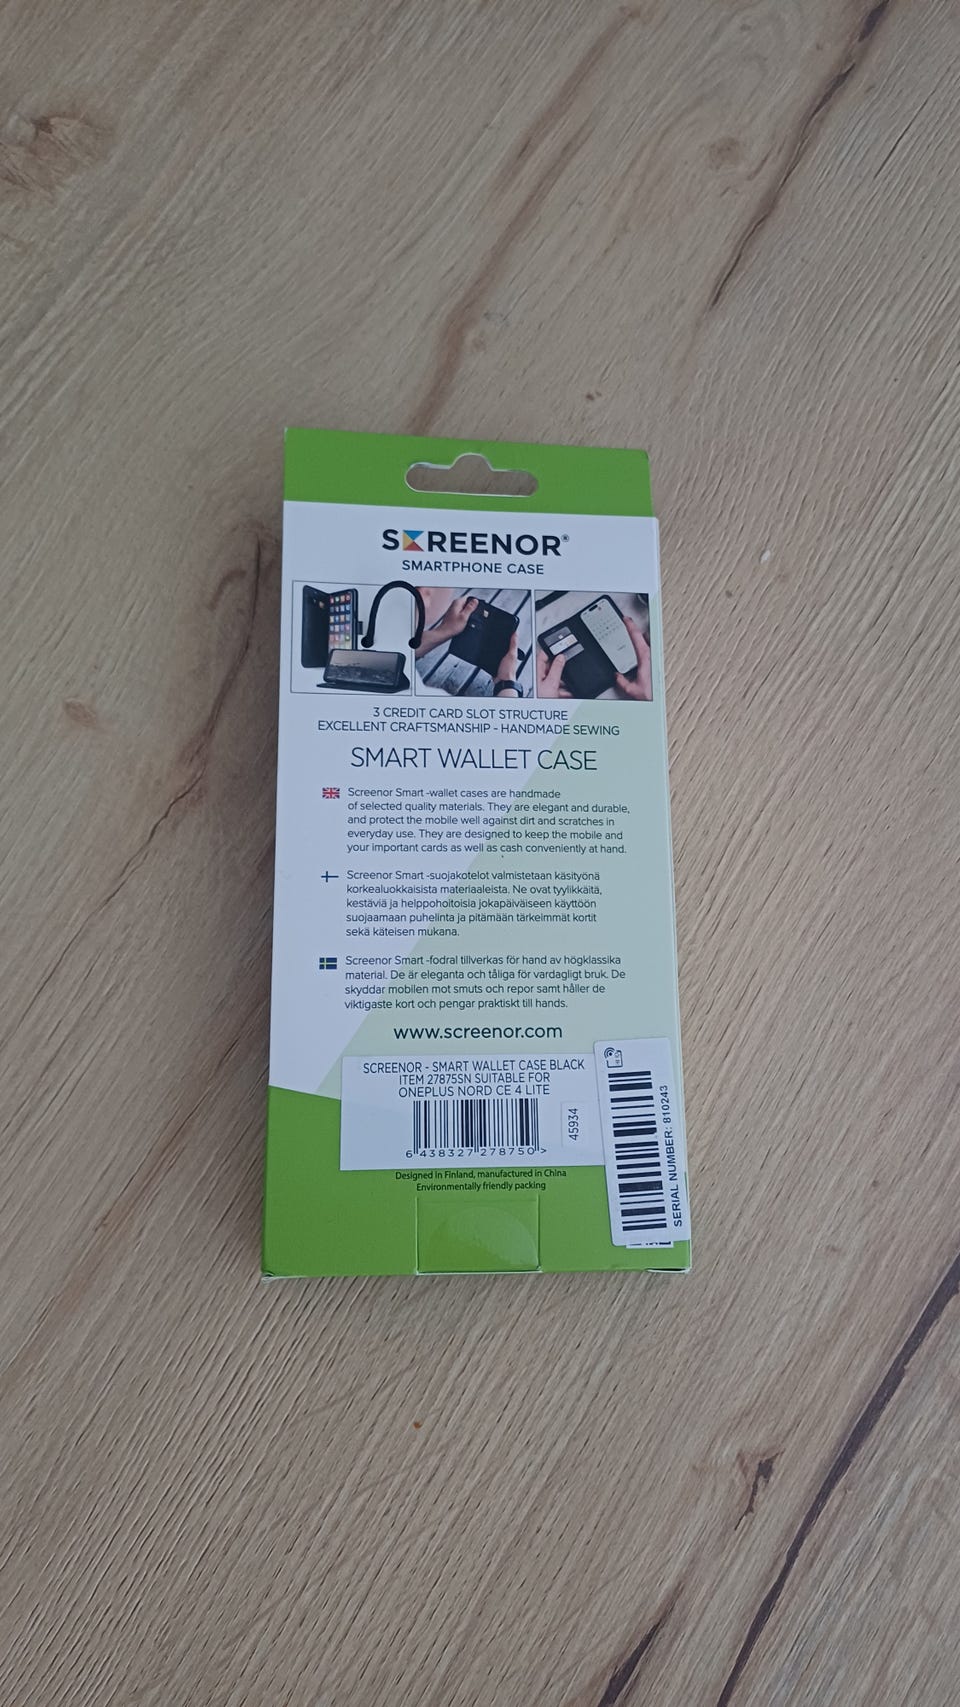 SCREENOR®
SMARTPHONE CASE
3 CREDIT CARD SLOT STRUCTURE
EXCELLENT CRAFTSMANSHIP - HANDMADE SEWING
SMART WALLET CASE
Screenor Smart -wallet cases are handmade
of selected quality materials. They are elegant and durable,
and protect the mobile well against dirt and scratches in
everyday use. They are designed to keep the mobile and
your important cards as well as cash conveniently at hand.
Screenor Smart -suojakotelot valmistetaan käsityönä
korkealuokkaisista materiaaleista. Ne ovat tyylikkäitä,
kestäviä ja helppohoitoisia jokapäiväiseen käyttöön
suojaamaan puhelinta ja pitämään tärkeimmät kortit
sekä käteisen mukana.
Screenor Smart -fodral tillverkas för hand av högklassika
material. De är eleganta och tåliga för vardagligt bruk. De
skyddar mobilen mot smuts och repor samt håller de
viktigaste kort och pengar praktiskt till hands.
www.screenor.com
SCREENOR - SMART WALLET CASE BLACK
ITEM 27875SN SUITABLE FOR
ONEPLUS NORD CE 4 LITE
45934
6 438327 278750 >
SERIAL NUMBER: 810243
Designed in Finland, manufactured in China
Environmentally friendly packing